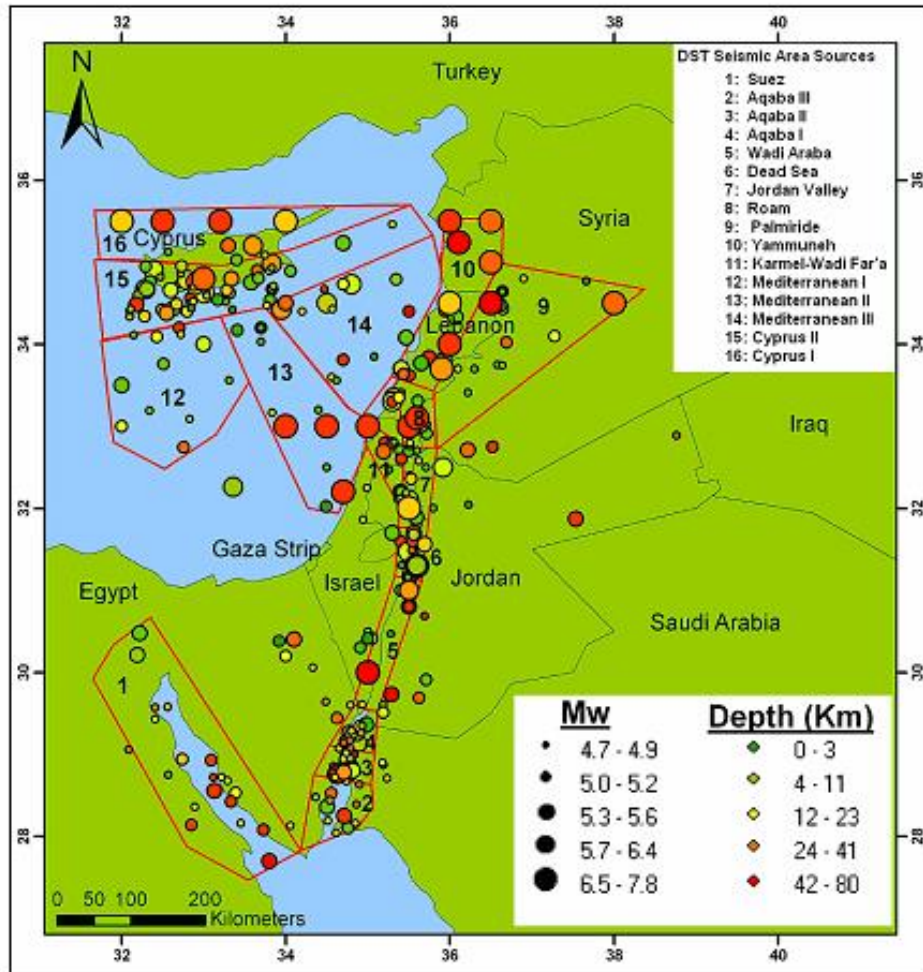 32
34
36
38
40
N
Turkey
DST Seismic Area Sources
1: Suez
2: Aqaba III
3: Aqaba II
4: Aqaba I
5: Wadi Araba
6: Dead Sea
7: Jordan Valley
8: Roam
9: Palmiride
10: Yammuneh
11: Karmel-Wadi Far'a
12: Mediterranean I
13: Mediterranean II
14: Mediterranean III
15: Cyprus II
16: Cyprus I
36
36
Syria
16
Cyprus
10
15
9
14
Lebanon
34
34
13
12
8
Iraq
11
7
32
32
Gaza Strip
6
Israel
Jordan
Egypt
Saudi Arabia
5
30
30
1
4
3
2
28
28
Mw
4.7 - 4.9
5.0 - 5.2
5.3 - 5.6
5.7 - 6.4
6.5 - 7.8
Depth (Km)
0 - 3
4 - 11
12 - 23
24 - 41
42 - 80
0 50 100 200
Kilometers
32
34
36
38
40